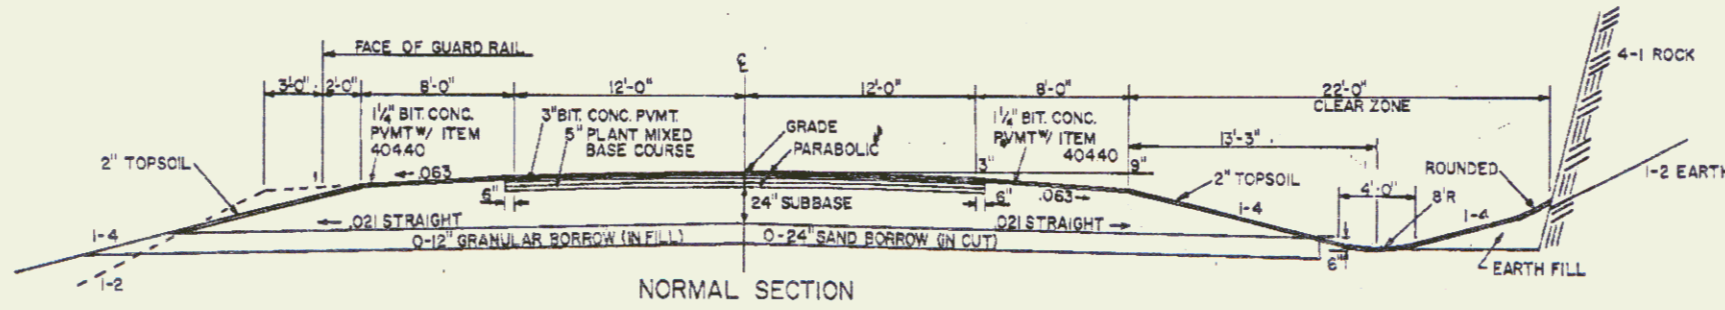 FACE OF GUARD RAIL
℄
4-1 ROCK
3'-0" 2'-0" 8'-0" 12'-0" 12'-0" 8'-0" 22'-0"
CLEAR ZONE
1¼" BIT. CONC.
PVMT W/ ITEM
404.40
3" BIT. CONC. PVMT.
5" PLANT MIXED
BASE COURSE
GRADE
PARABOLIC
1¼" BIT. CONC.
PVMT W/ ITEM
404.40
13'-3"
2" TOPSOIL
.063
3"
9"
2" TOPSOIL
4'-0"
ROUNDED
1-2 EARTH
6"
24" SUBBASE
6"
.063
1-4
8'R
1-4
.021 STRAIGHT
.021 STRAIGHT
1-4
0-12" GRANULAR BORROW (IN FILL)
0-24" SAND BORROW (IN CUT)
6"
EARTH FILL
1-2
NORMAL SECTION